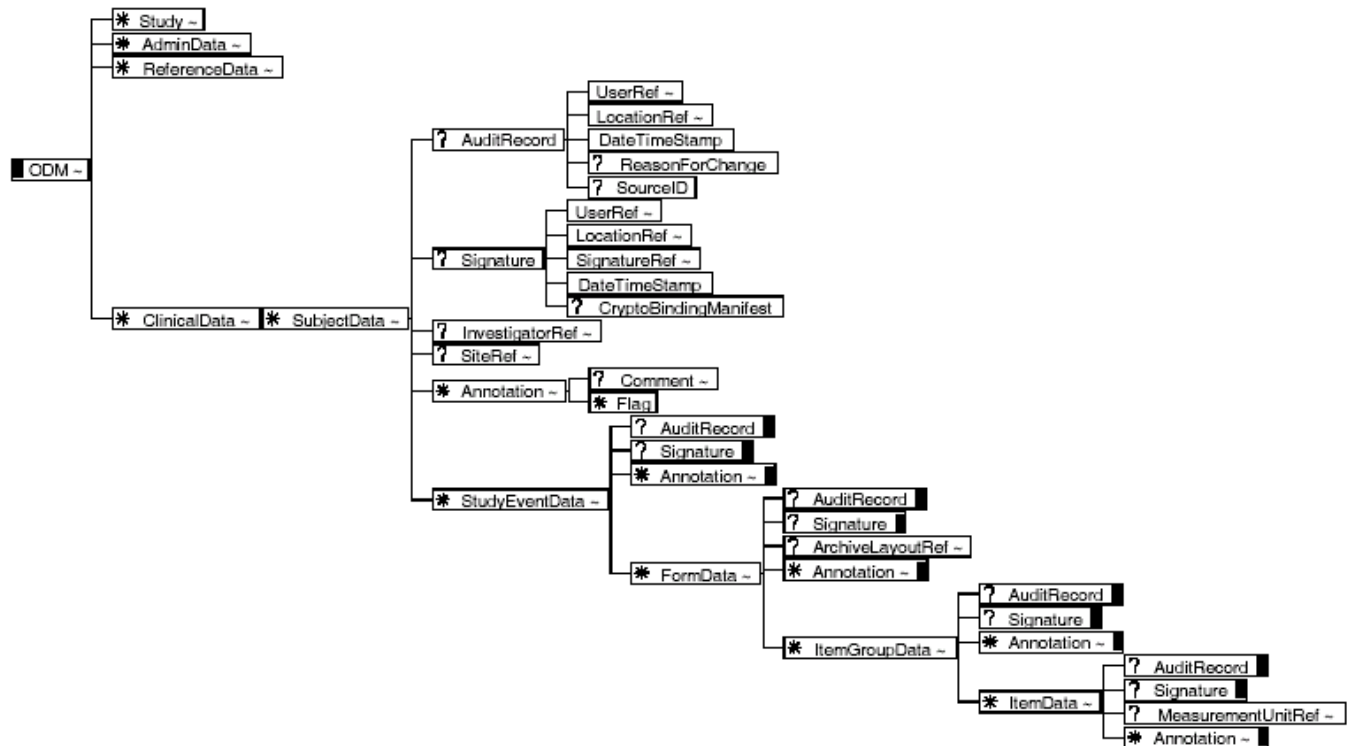 * Study ~
* AdminData ~
* ReferenceData ~
UserRef ~
LocationRef ~
? AuditRecord
DateTimeStamp
? ReasonForChange
ODM ~
? SourceID
UserRef ~
LocationRef ~
? Signature
SignatureRef ~
DateTimeStamp
? CryptoBindingManifest
* ClinicalData ~
* SubjectData ~
? InvestigatorRef ~
? SiteRef ~
? Comment ~
* Annotation ~
* Flag
? AuditRecord
? Signature
* Annotation ~
* StudyEventData ~
? AuditRecord
? Signature
? ArchiveLayoutRef ~
* FormData ~
* Annotation ~
? AuditRecord
? Signature
* Annotation ~
* ItemGroupData ~
? AuditRecord
? Signature
* ItemData ~
? MeasurementUnitRef ~
* Annotation ~